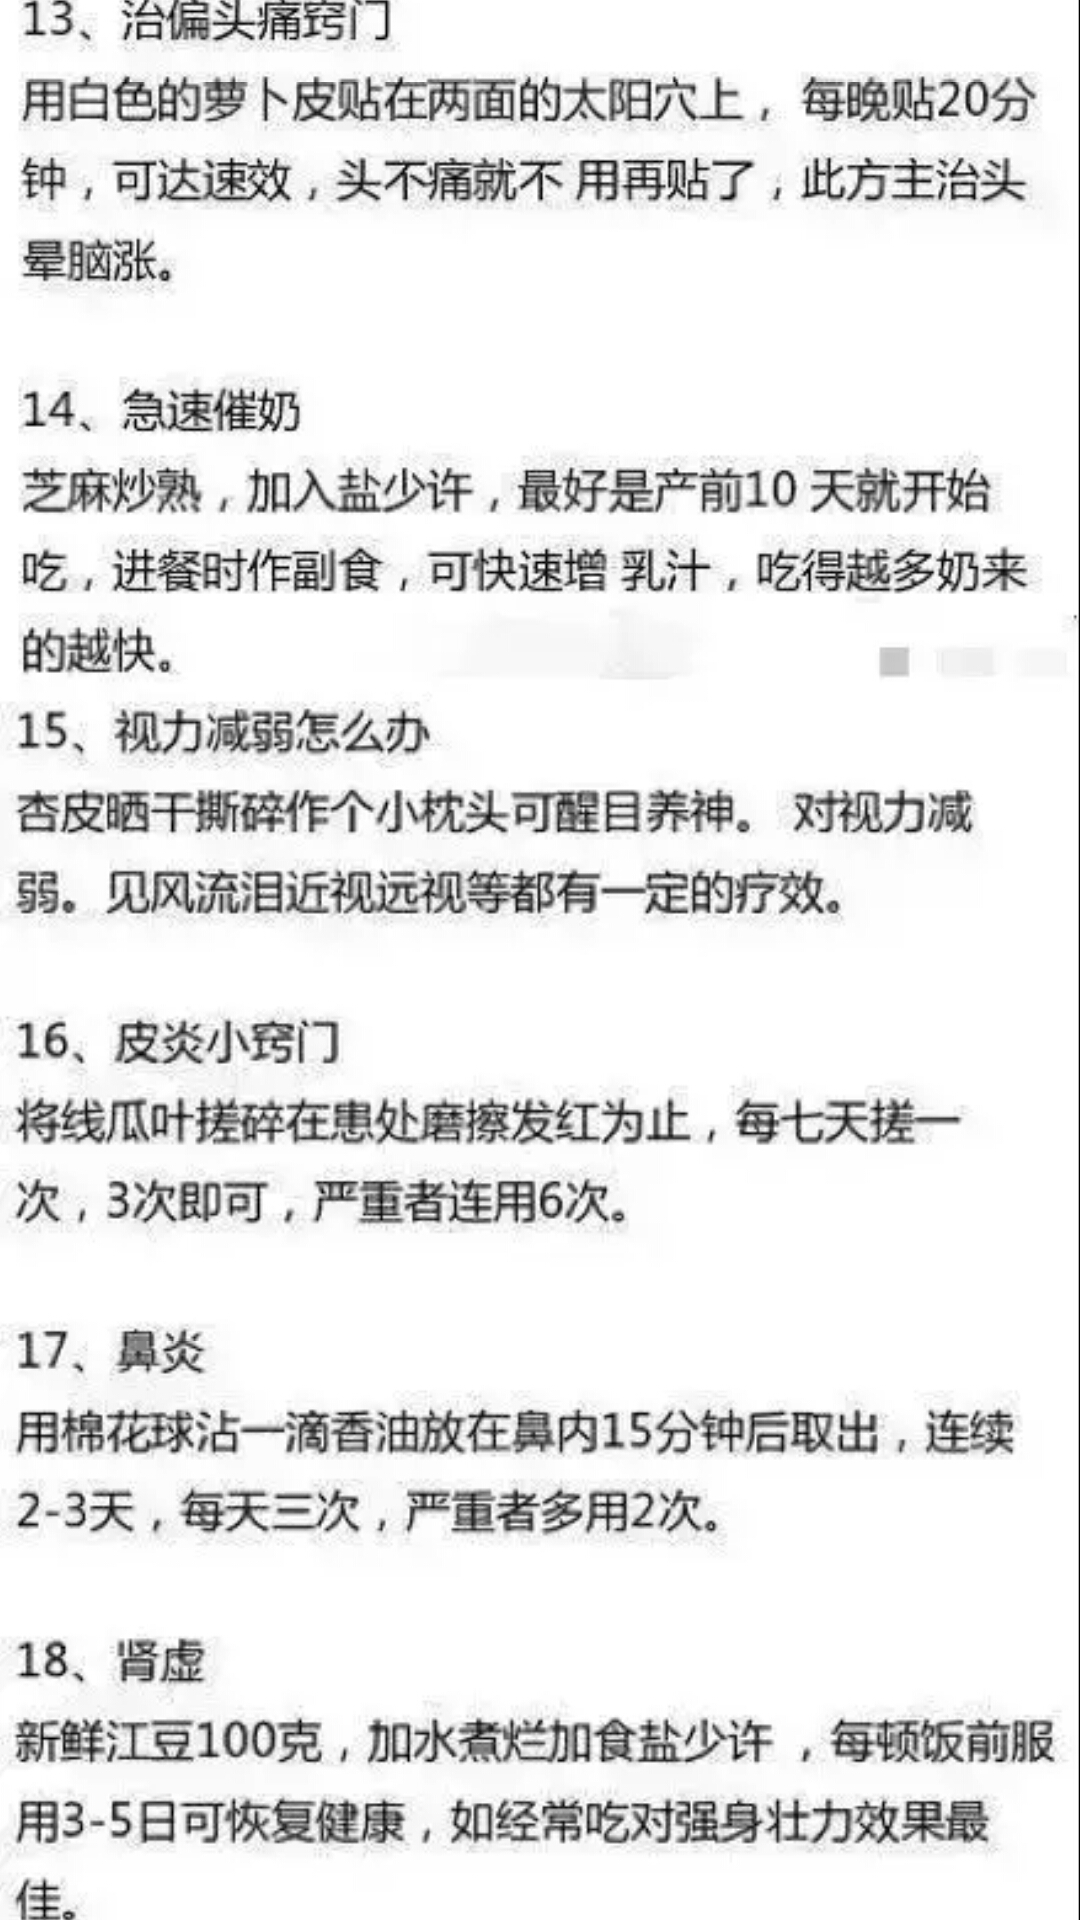 13、治偏头痛窍门
用白色的萝卜皮贴在两面的太阳穴上， 每晚贴20分
钟，可达速效，头不痛就不 用再贴了，此方主治头
晕脑涨。
14、急速催奶
芝麻炒熟，加入盐少许，最好是产前10 天就开始
吃，进餐时作副食，可快速增 乳汁，吃得越多奶来
的越快。
15、视力减弱怎么办
杏皮晒干撕碎作个小枕头可醒目养神。 对视力减
弱。见风流泪近视远视等都有一定的疗效。
16、皮炎小窍门
将线瓜叶搓碎在患处磨擦发红为止，每七天搓一
次，3次即可，严重者连用6次。
17、鼻炎
用棉花球沾一滴香油放在鼻内15分钟后取出，连续
2-3天，每天三次，严重者多用2次。
18、肾虚
新鲜江豆100克，加水煮烂加食盐少许 ，每顿饭前服
用3-5日可恢复健康，如经常吃对强身壮力效果最
佳。